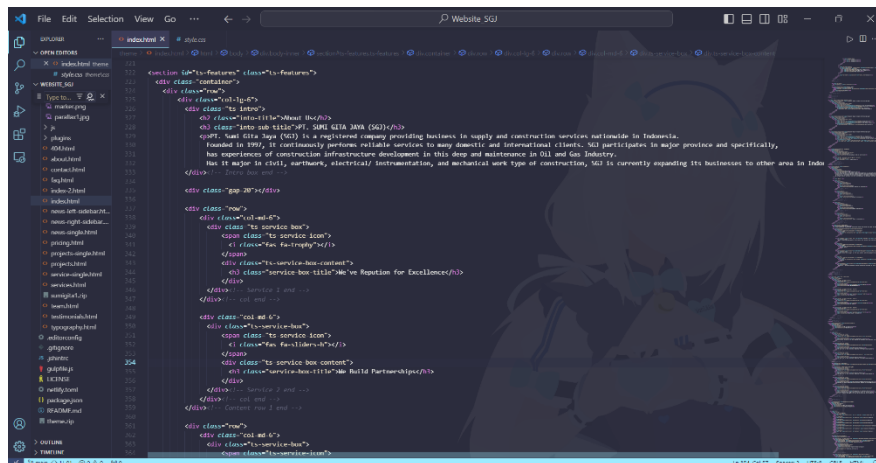 File Edit Selection View Go ···
Website SGJ
EXPLORER
index.html
style.css
OPEN EDITORS
index.html theme
style.css
WEBSITE_SGJ
marker.png
parallax1.jpg
js
plugins
404.html
about.html
contact.html
faq.html
index-2.html
index.html
news-left-sidebar.ht...
news-right-sidebar....
news-single.html
pricing.html
projects-single.html
projects.html
service-single.html
services.html
sumigita1.zip
team.html
testimonials.html
typography.html
.editorconfig
.gitignore
.jshintrc
gulpfile.js
LICENSE
netlify.toml
package.json
README.md
theme.zip
OUTLINE
TIMELINE
<section id="ts-features" class="ts-features">
<div class="container">
<div class="row">
<div class="col-lg-6">
<div class="ts-intro">
<h2 class="into-title">About Us</h2>
<h3 class="into-sub-title">PT. SUMI GITA JAYA (SGJ)</h3>
<p>PT. Sumi Gita Jaya (SGJ) is a registered company providing business in supply and construction services nationwide in Indonesia.
Founded in 1997, it continuously performs reliable services to many domestic and international clients. SGJ participates in major province and specifically,
has experiences of construction infrastructure development in this deep and maintenance in Oil and Gas Industry.
Has it major in civil, earthwork, electrical/ instrumentation, and mechanical work type of construction, SGJ is currently expanding its businesses to other area in Indo
</div><!-- Intro box end -->
<div class="gap-20"></div>
<div class="row">
<div class="col-md-6">
<div class="ts-service-box">
<span class="ts-service-icon">
<i class="fas fa-trophy"></i>
</span>
<div class="ts-service-box-content">
<h3 class="service-box-title">We've Repution for Excellence</h3>
</div>
</div><!-- Service 1 end -->
</div><!-- col end -->
<div class="col-md-6">
<div class="ts-service-box">
<span class="ts-service-icon">
<i class="fas fa-sliders-h"></i>
</span>
354 <div class="ts-service-box-content">
<h3 class="service-box-title">We Build Partnerships</h3>
</div>
</div><!-- Service 2 end -->
</div><!-- col end -->
</div><!-- Content row 1 end -->
<div class="row">
<div class="col-md-6">
<div class="ts-service-box">
<span class="ts-service-icon">